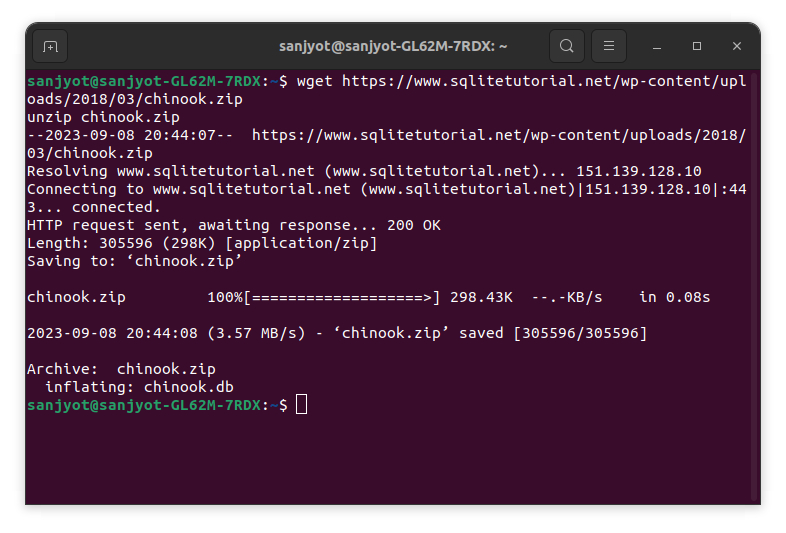 sanjyot@sanjyot-GL62M-7RDX: ~
sanjyot@sanjyot-GL62M-7RDX:~$ wget https://www.sqlitetutorial.net/wp-content/upl
oads/2018/03/chinook.zip
unzip chinook.zip
--2023-09-08 20:44:07--  https://www.sqlitetutorial.net/wp-content/uploads/2018/
03/chinook.zip
Resolving www.sqlitetutorial.net (www.sqlitetutorial.net)... 151.139.128.10
Connecting to www.sqlitetutorial.net (www.sqlitetutorial.net)|151.139.128.10|:44
3... connected.
HTTP request sent, awaiting response... 200 OK
Length: 305596 (298K) [application/zip]
Saving to: ‘chinook.zip’
chinook.zip         100%[===================>] 298.43K  --.-KB/s    in 0.08s
2023-09-08 20:44:08 (3.57 MB/s) - ‘chinook.zip’ saved [305596/305596]
Archive:  chinook.zip
  inflating: chinook.db
sanjyot@sanjyot-GL62M-7RDX:~$